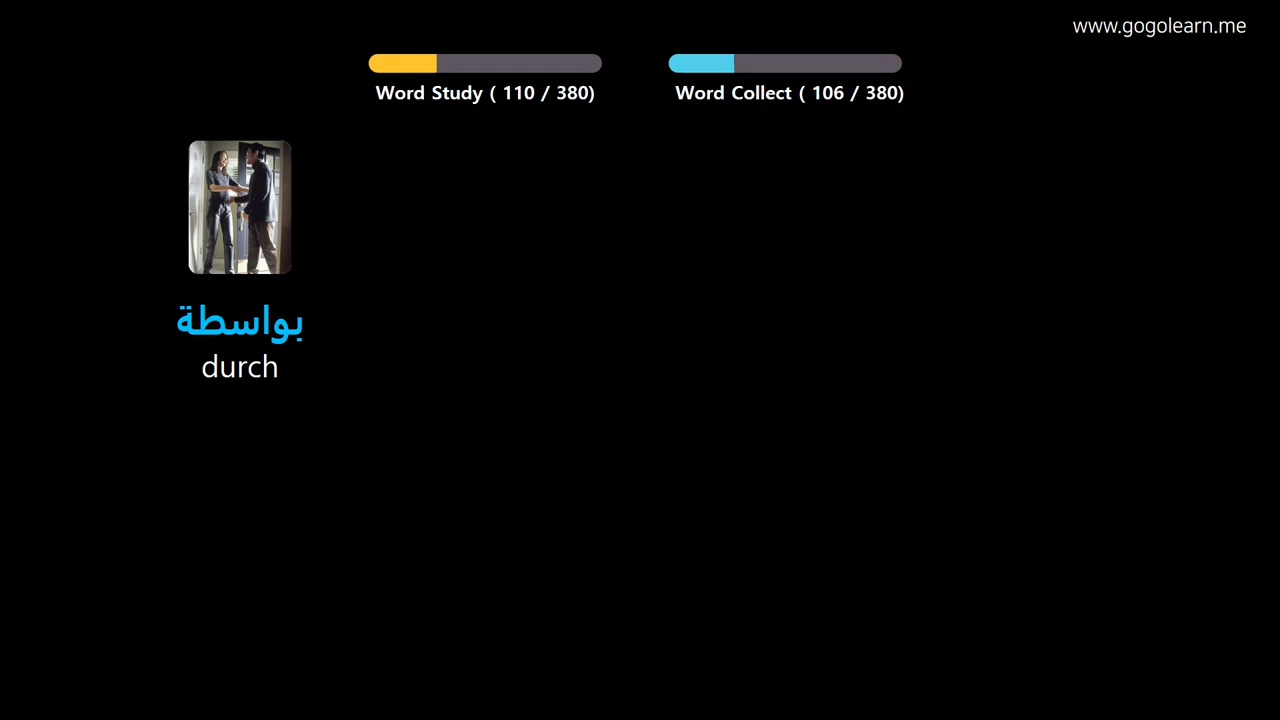 www.gogolearn.me
Word Study ( 110 / 380)
Word Collect ( 106 / 380)
بواسطة
durch